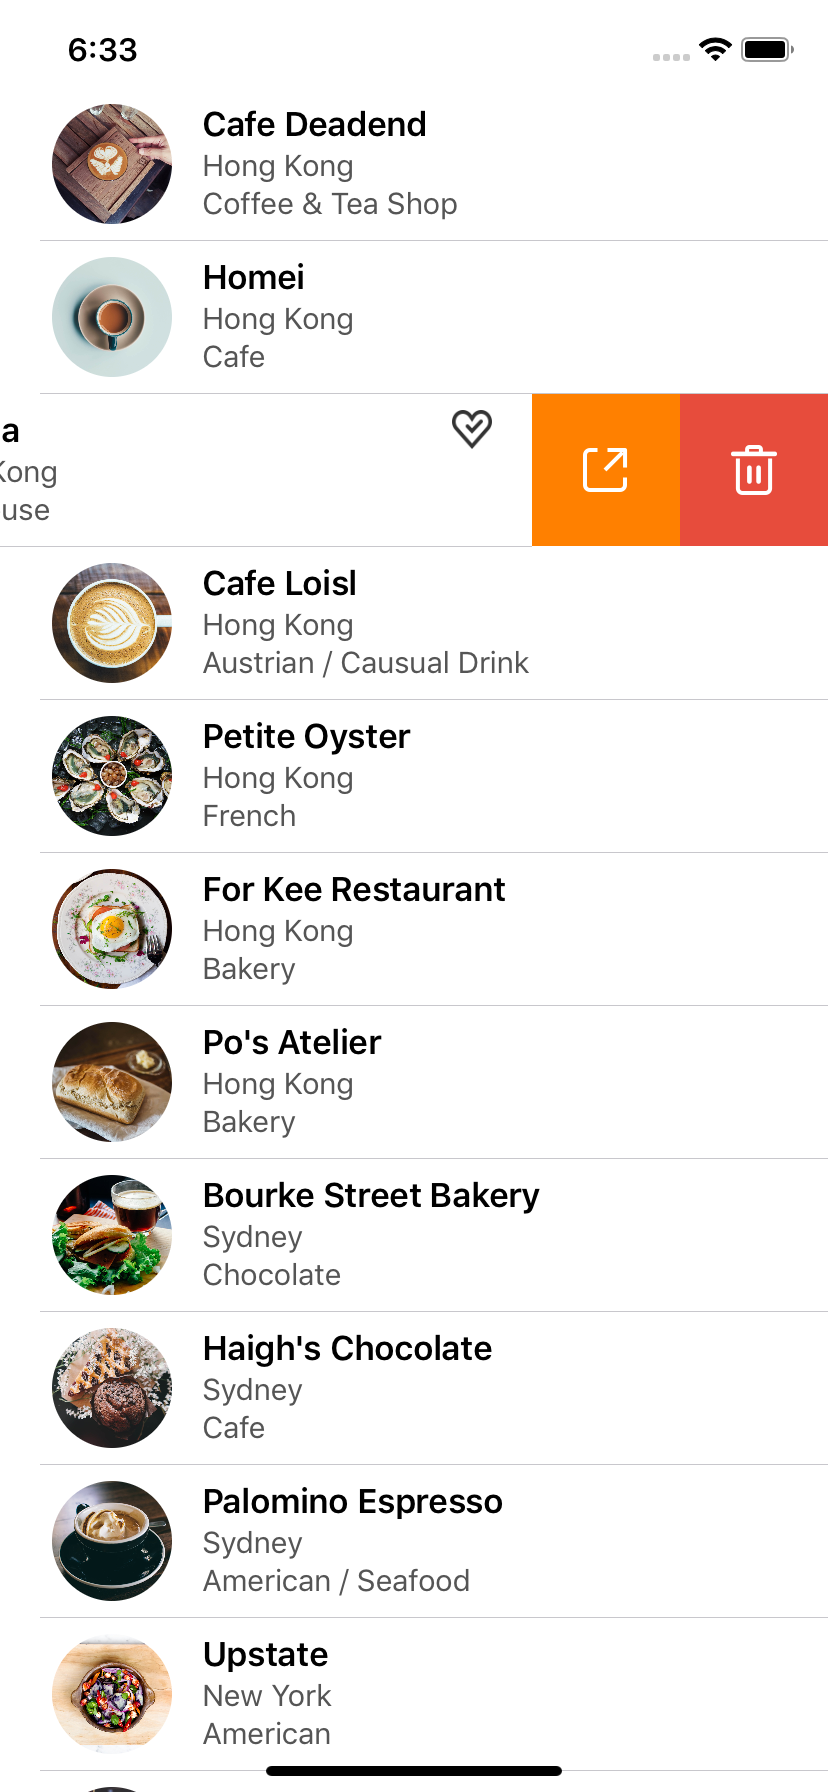 6:33
Cafe Deadend
Hong Kong
Coffee & Tea Shop
Homei
Hong Kong
Cafe
a
Kong
use
Cafe Loisl
Hong Kong
Austrian / Causual Drink
Petite Oyster
Hong Kong
French
For Kee Restaurant
Hong Kong
Bakery
Po's Atelier
Hong Kong
Bakery
Bourke Street Bakery
Sydney
Chocolate
Haigh's Chocolate
Sydney
Cafe
Palomino Espresso
Sydney
American / Seafood
Upstate
New York
American